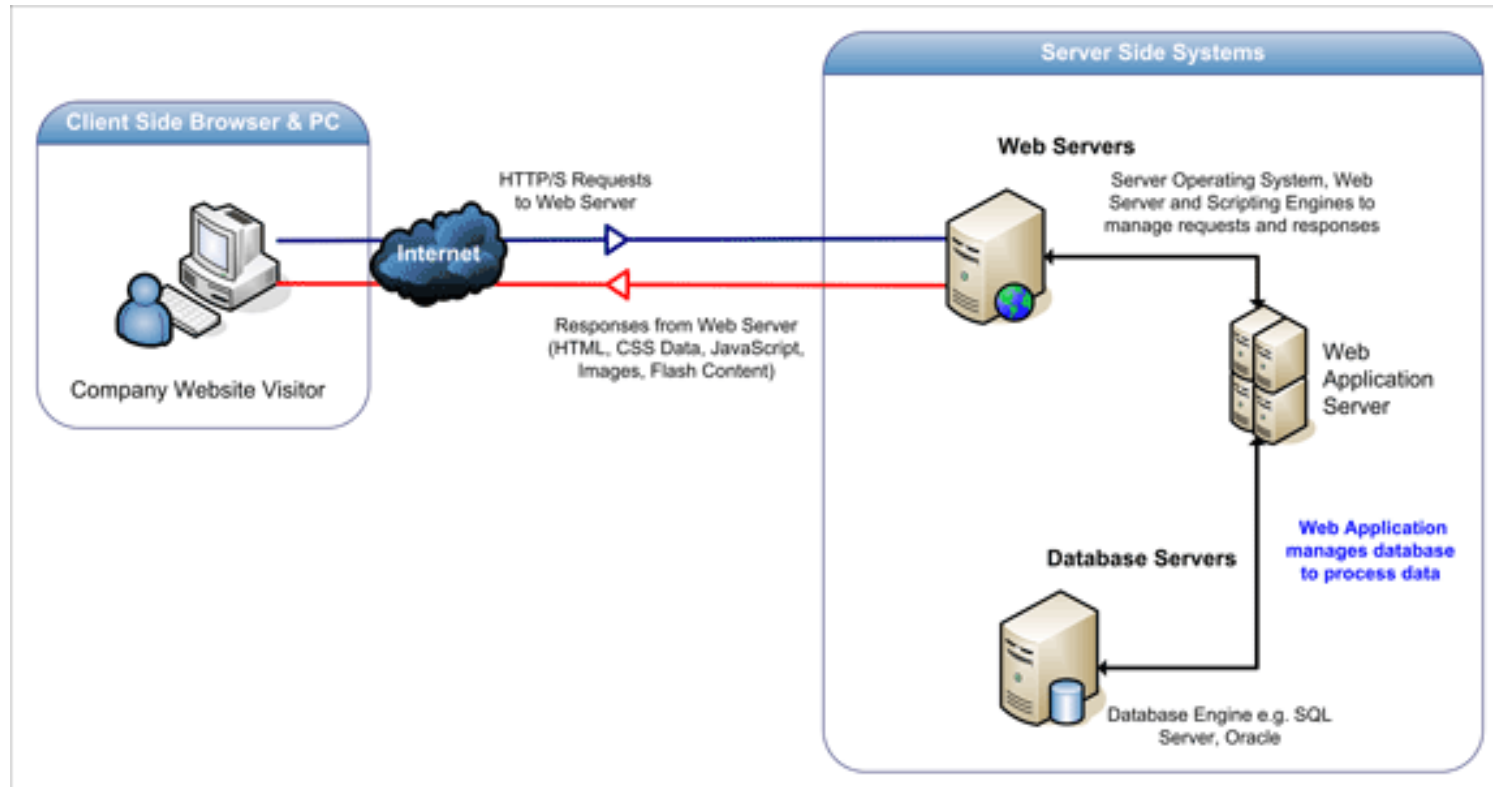 Server Side Systems
Client Side Browser & PC
Web Servers
HTTP/S Requests
to Web Server
Server Operating System, Web
Server and Scripting Engines to
manage requests and responses
Internet
Responses from Web Server
(HTML, CSS Data, JavaScript,
Images, Flash Content)
Company Website Visitor
Web
Application
Server
Web Application
manages database
to process data
Database Servers
Database Engine e.g. SQL
Server, Oracle